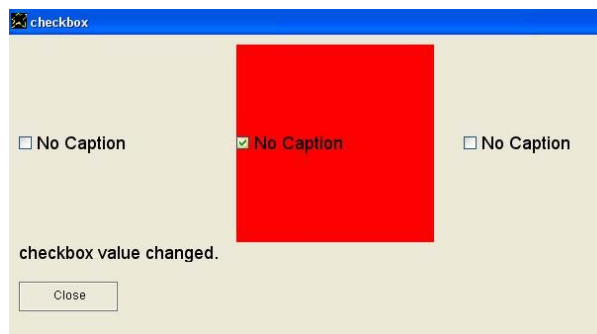 checkbox
No Caption
No Caption
No Caption
checkbox value changed.
Close